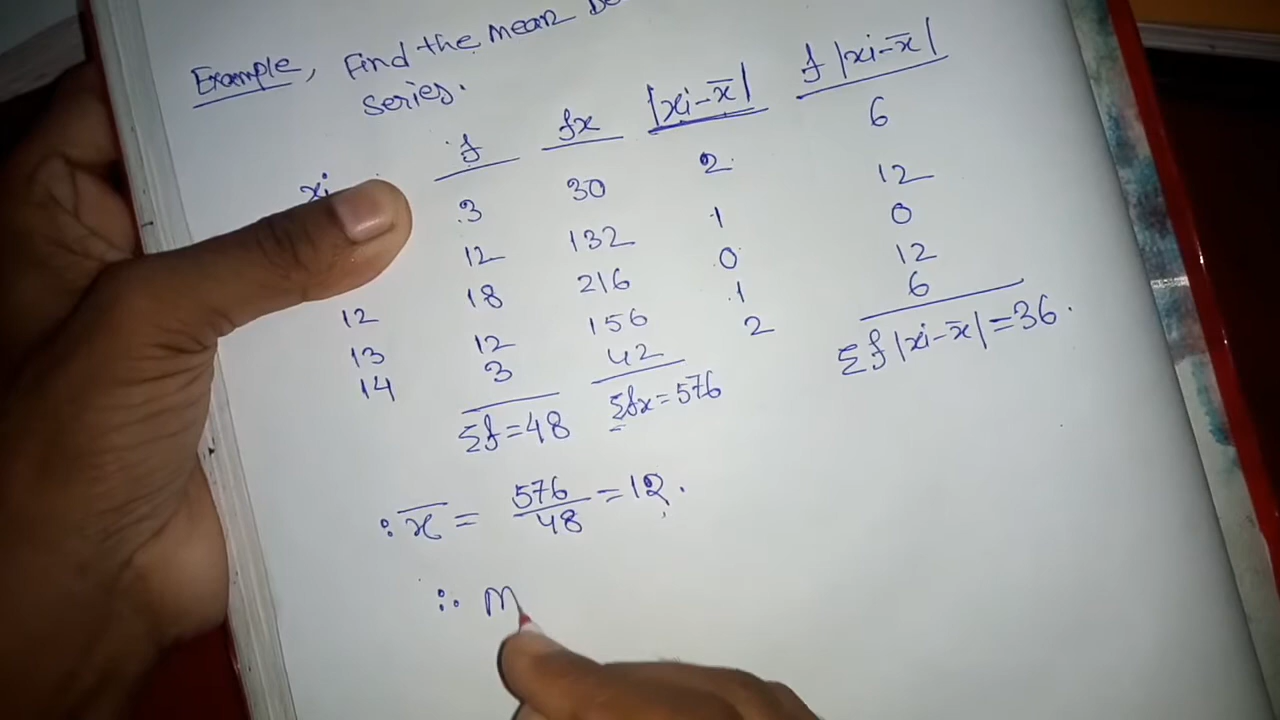 Example, Find the mean
series.
xi f fx |xi-x̄| f |xi-x̄|
3 30 2 6
12 132 1 12
12 18 216 0 0
13 12 156 1 12
14 3 42 2 6
Σf=48 Σfx=576 Σf|xi-x̄|=36.
: x̄ = 576/48 = 12.
∴ M